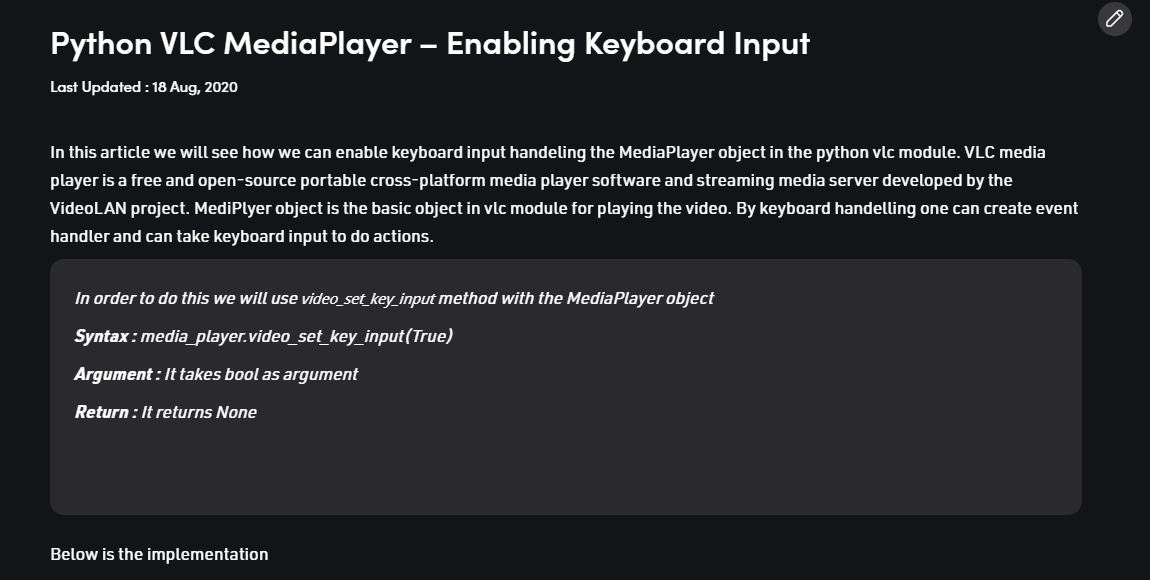 Python VLC MediaPlayer – Enabling Keyboard Input
Last Updated : 18 Aug, 2020
In this article we will see how we can enable keyboard input handeling the MediaPlayer object in the python vlc module. VLC media
player is a free and open-source portable cross-platform media player software and streaming media server developed by the
VideoLAN project. MediPlyer object is the basic object in vlc module for playing the video. By keyboard handelling one can create event
handler and can take keyboard input to do actions.
In order to do this we will use video_set_key_input method with the MediaPlayer object
Syntax : media_player.video_set_key_input(True)
Argument : It takes bool as argument
Return : It returns None
Below is the implementation